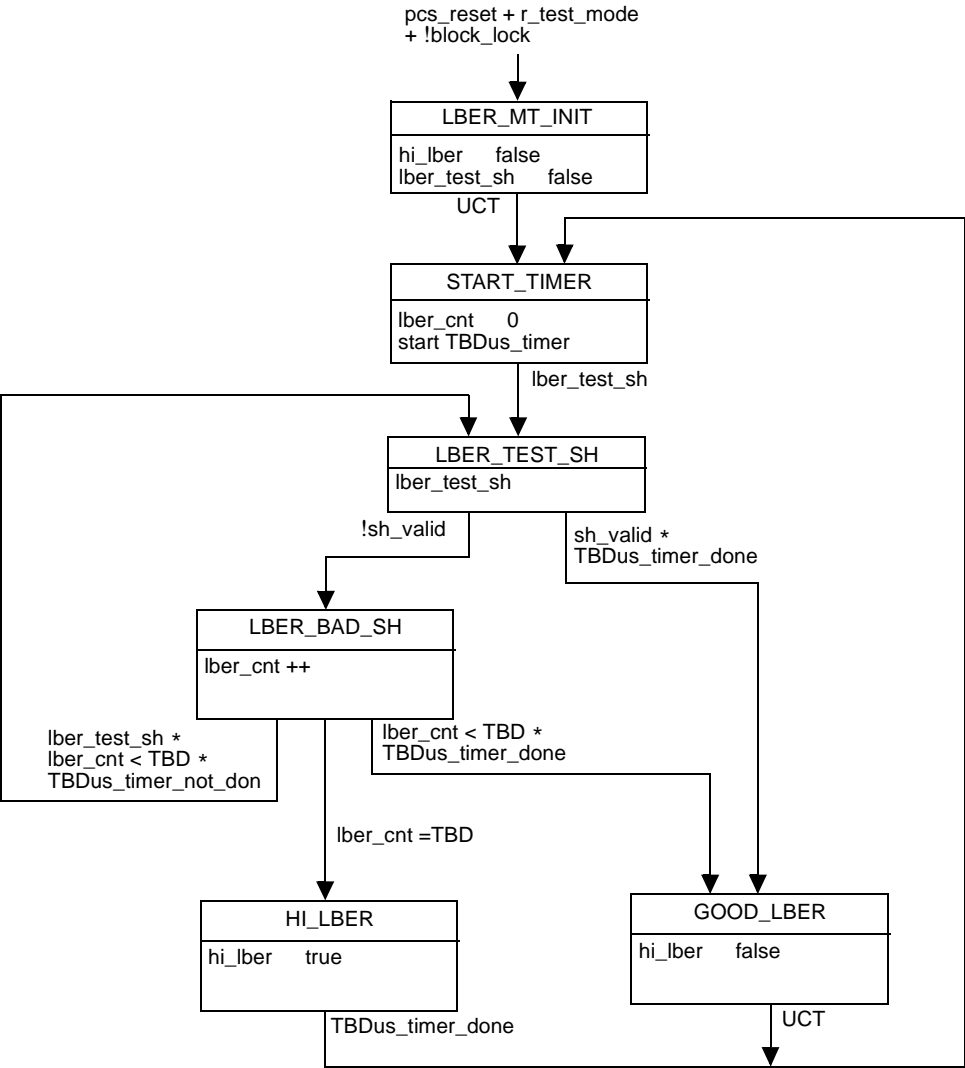 pcs_reset + r_test_mode
+ !block_lock
LBER_MT_INIT
hi_lber false
lber_test_sh false
UCT
START_TIMER
lber_cnt 0
start TBDus_timer
lber_test_sh
LBER_TEST_SH
lber_test_sh
!sh_valid
sh_valid *
TBDus_timer_done
LBER_BAD_SH
lber_cnt ++
lber_test_sh *
lber_cnt < TBD *
TBDus_timer_not_don
lber_cnt < TBD *
TBDus_timer_done
lber_cnt =TBD
HI_LBER
hi_lber true
TBDus_timer_done
GOOD_LBER
hi_lber false
UCT